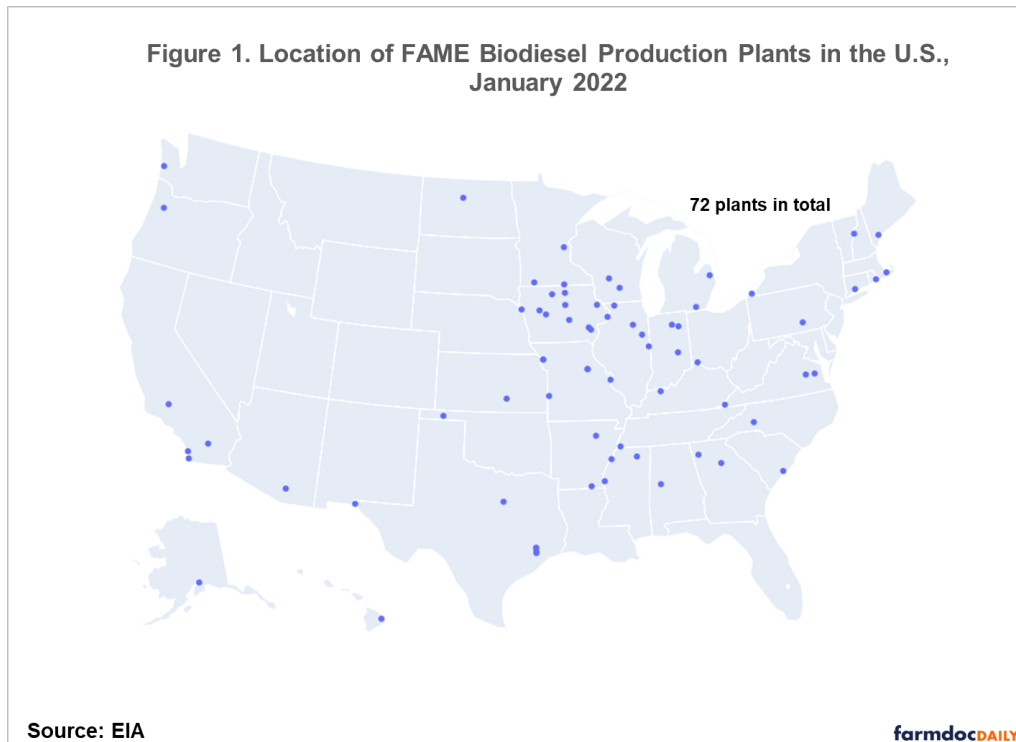 Figure 1. Location of FAME Biodiesel Production Plants in the U.S.,
January 2022
72 plants in total
Source: EIA
farmdocDAILY